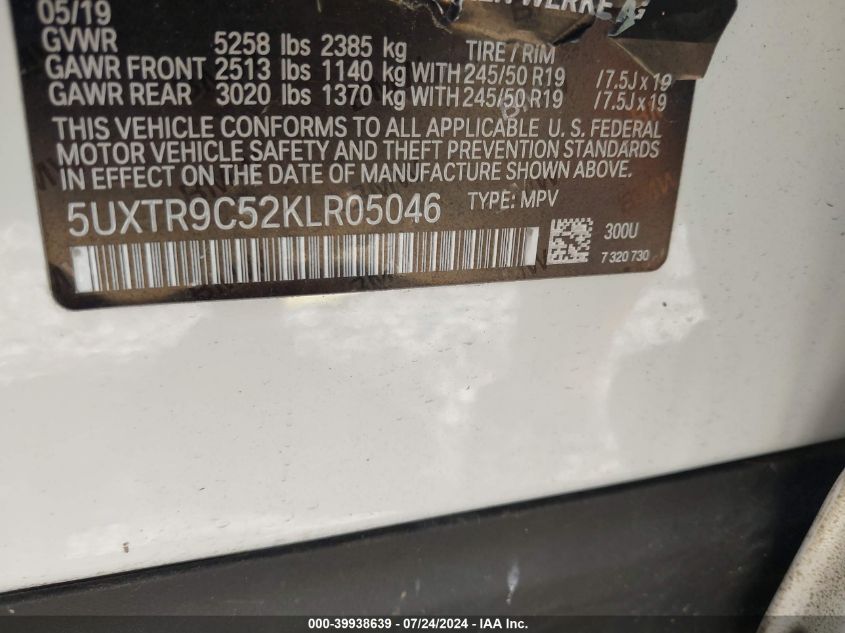 WERKE AG
05/19
GVWR 5258 lbs 2385 kg TIRE / RIM
GAWR FRONT 2513 lbs 1140 kg WITH 245/50 R19 /7.5J x 19
GAWR REAR 3020 lbs 1370 kg WITH 245/50 R19 /7.5J x 19
THIS VEHICLE CONFORMS TO ALL APPLICABLE U. S. FEDERAL
MOTOR VEHICLE SAFETY AND THEFT PREVENTION STANDARDS
IN EFFECT ON THE DATE OF MANUFACTURE SHOWN ABOVE.
5UXTR9C52KLR05046 TYPE: MPV
300U
7 320 730
000-39938639 - 07/24/2024 - IAA Inc.